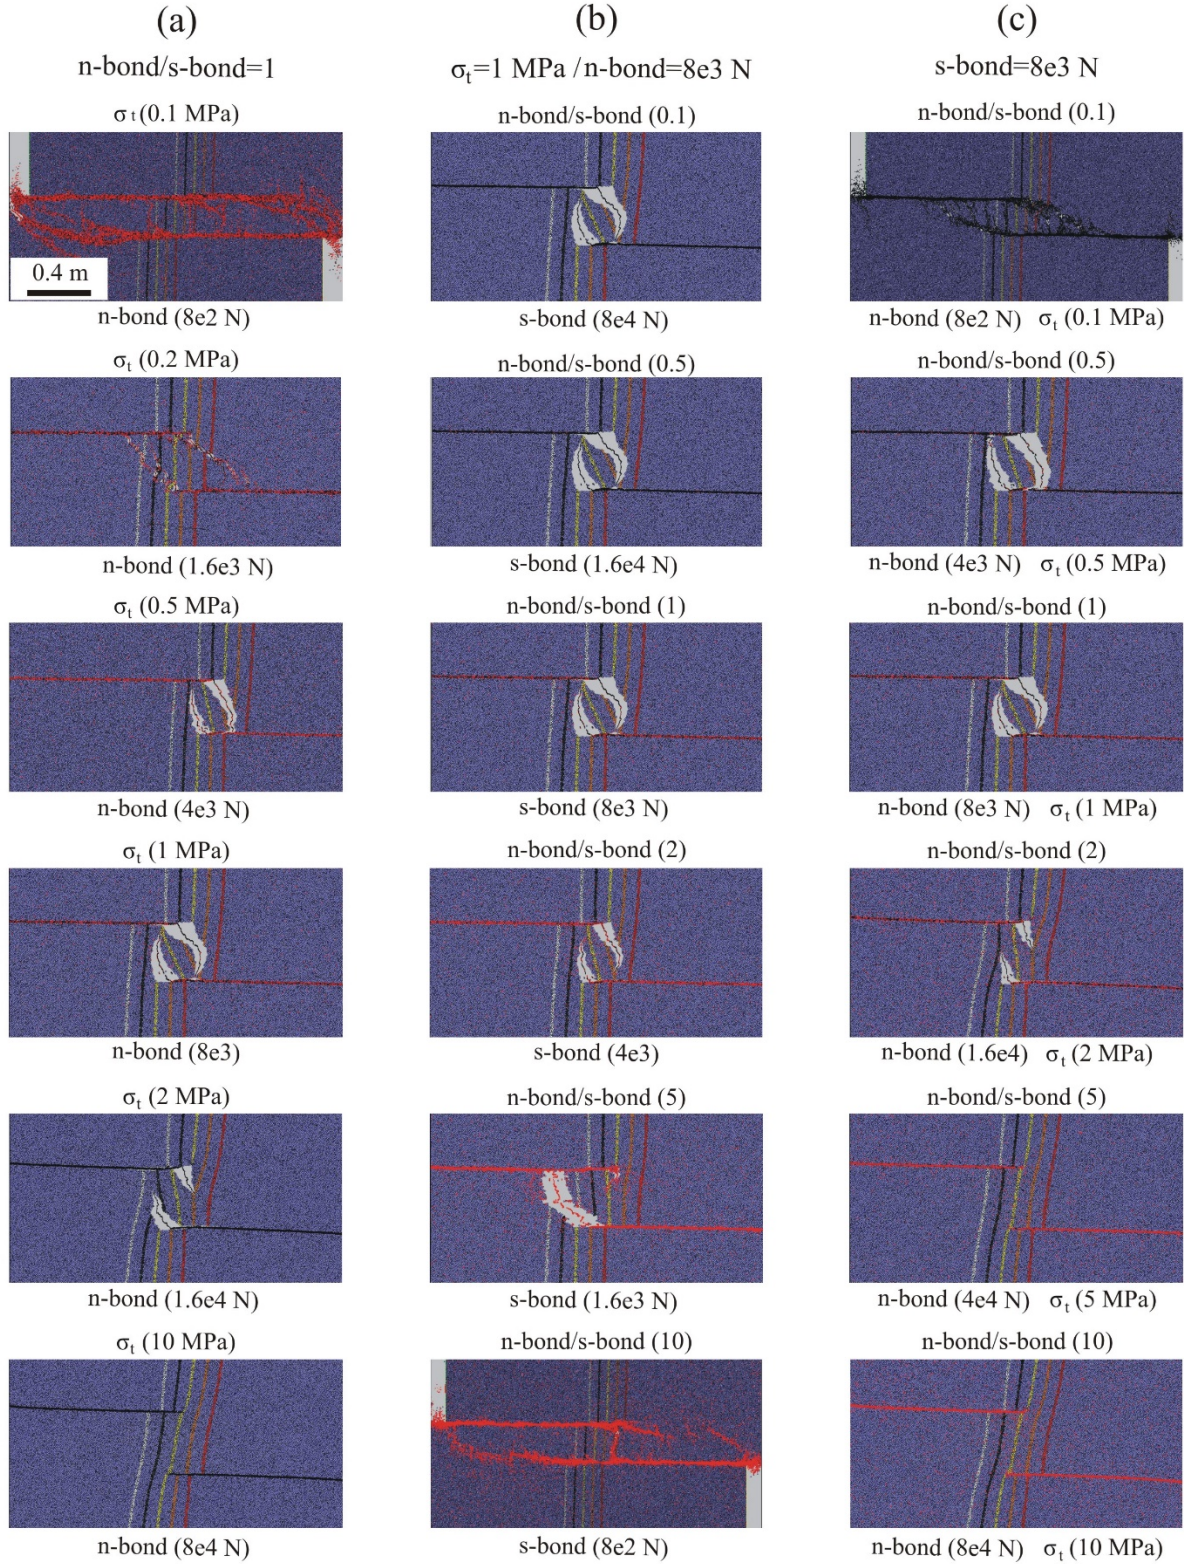 (a)
(b)
(c)
n-bond/s-bond=1
σt=1 MPa /n-bond=8e3 N
s-bond=8e3 N
σt (0.1 MPa)
n-bond/s-bond (0.1)
n-bond/s-bond (0.1)
0.4 m
n-bond (8e2 N)
s-bond (8e4 N)
n-bond (8e2 N) σt (0.1 MPa)
σt (0.2 MPa)
n-bond/s-bond (0.5)
n-bond/s-bond (0.5)
n-bond (1.6e3 N)
s-bond (1.6e4 N)
n-bond (4e3 N) σt (0.5 MPa)
σt (0.5 MPa)
n-bond/s-bond (1)
n-bond/s-bond (1)
n-bond (4e3 N)
s-bond (8e3 N)
n-bond (8e3 N) σt (1 MPa)
σt (1 MPa)
n-bond/s-bond (2)
n-bond/s-bond (2)
n-bond (8e3)
s-bond (4e3)
n-bond (1.6e4) σt (2 MPa)
σt (2 MPa)
n-bond/s-bond (5)
n-bond/s-bond (5)
n-bond (1.6e4 N)
s-bond (1.6e3 N)
n-bond (4e4 N) σt (5 MPa)
σt (10 MPa)
n-bond/s-bond (10)
n-bond/s-bond (10)
n-bond (8e4 N)
s-bond (8e2 N)
n-bond (8e4 N) σt (10 MPa)